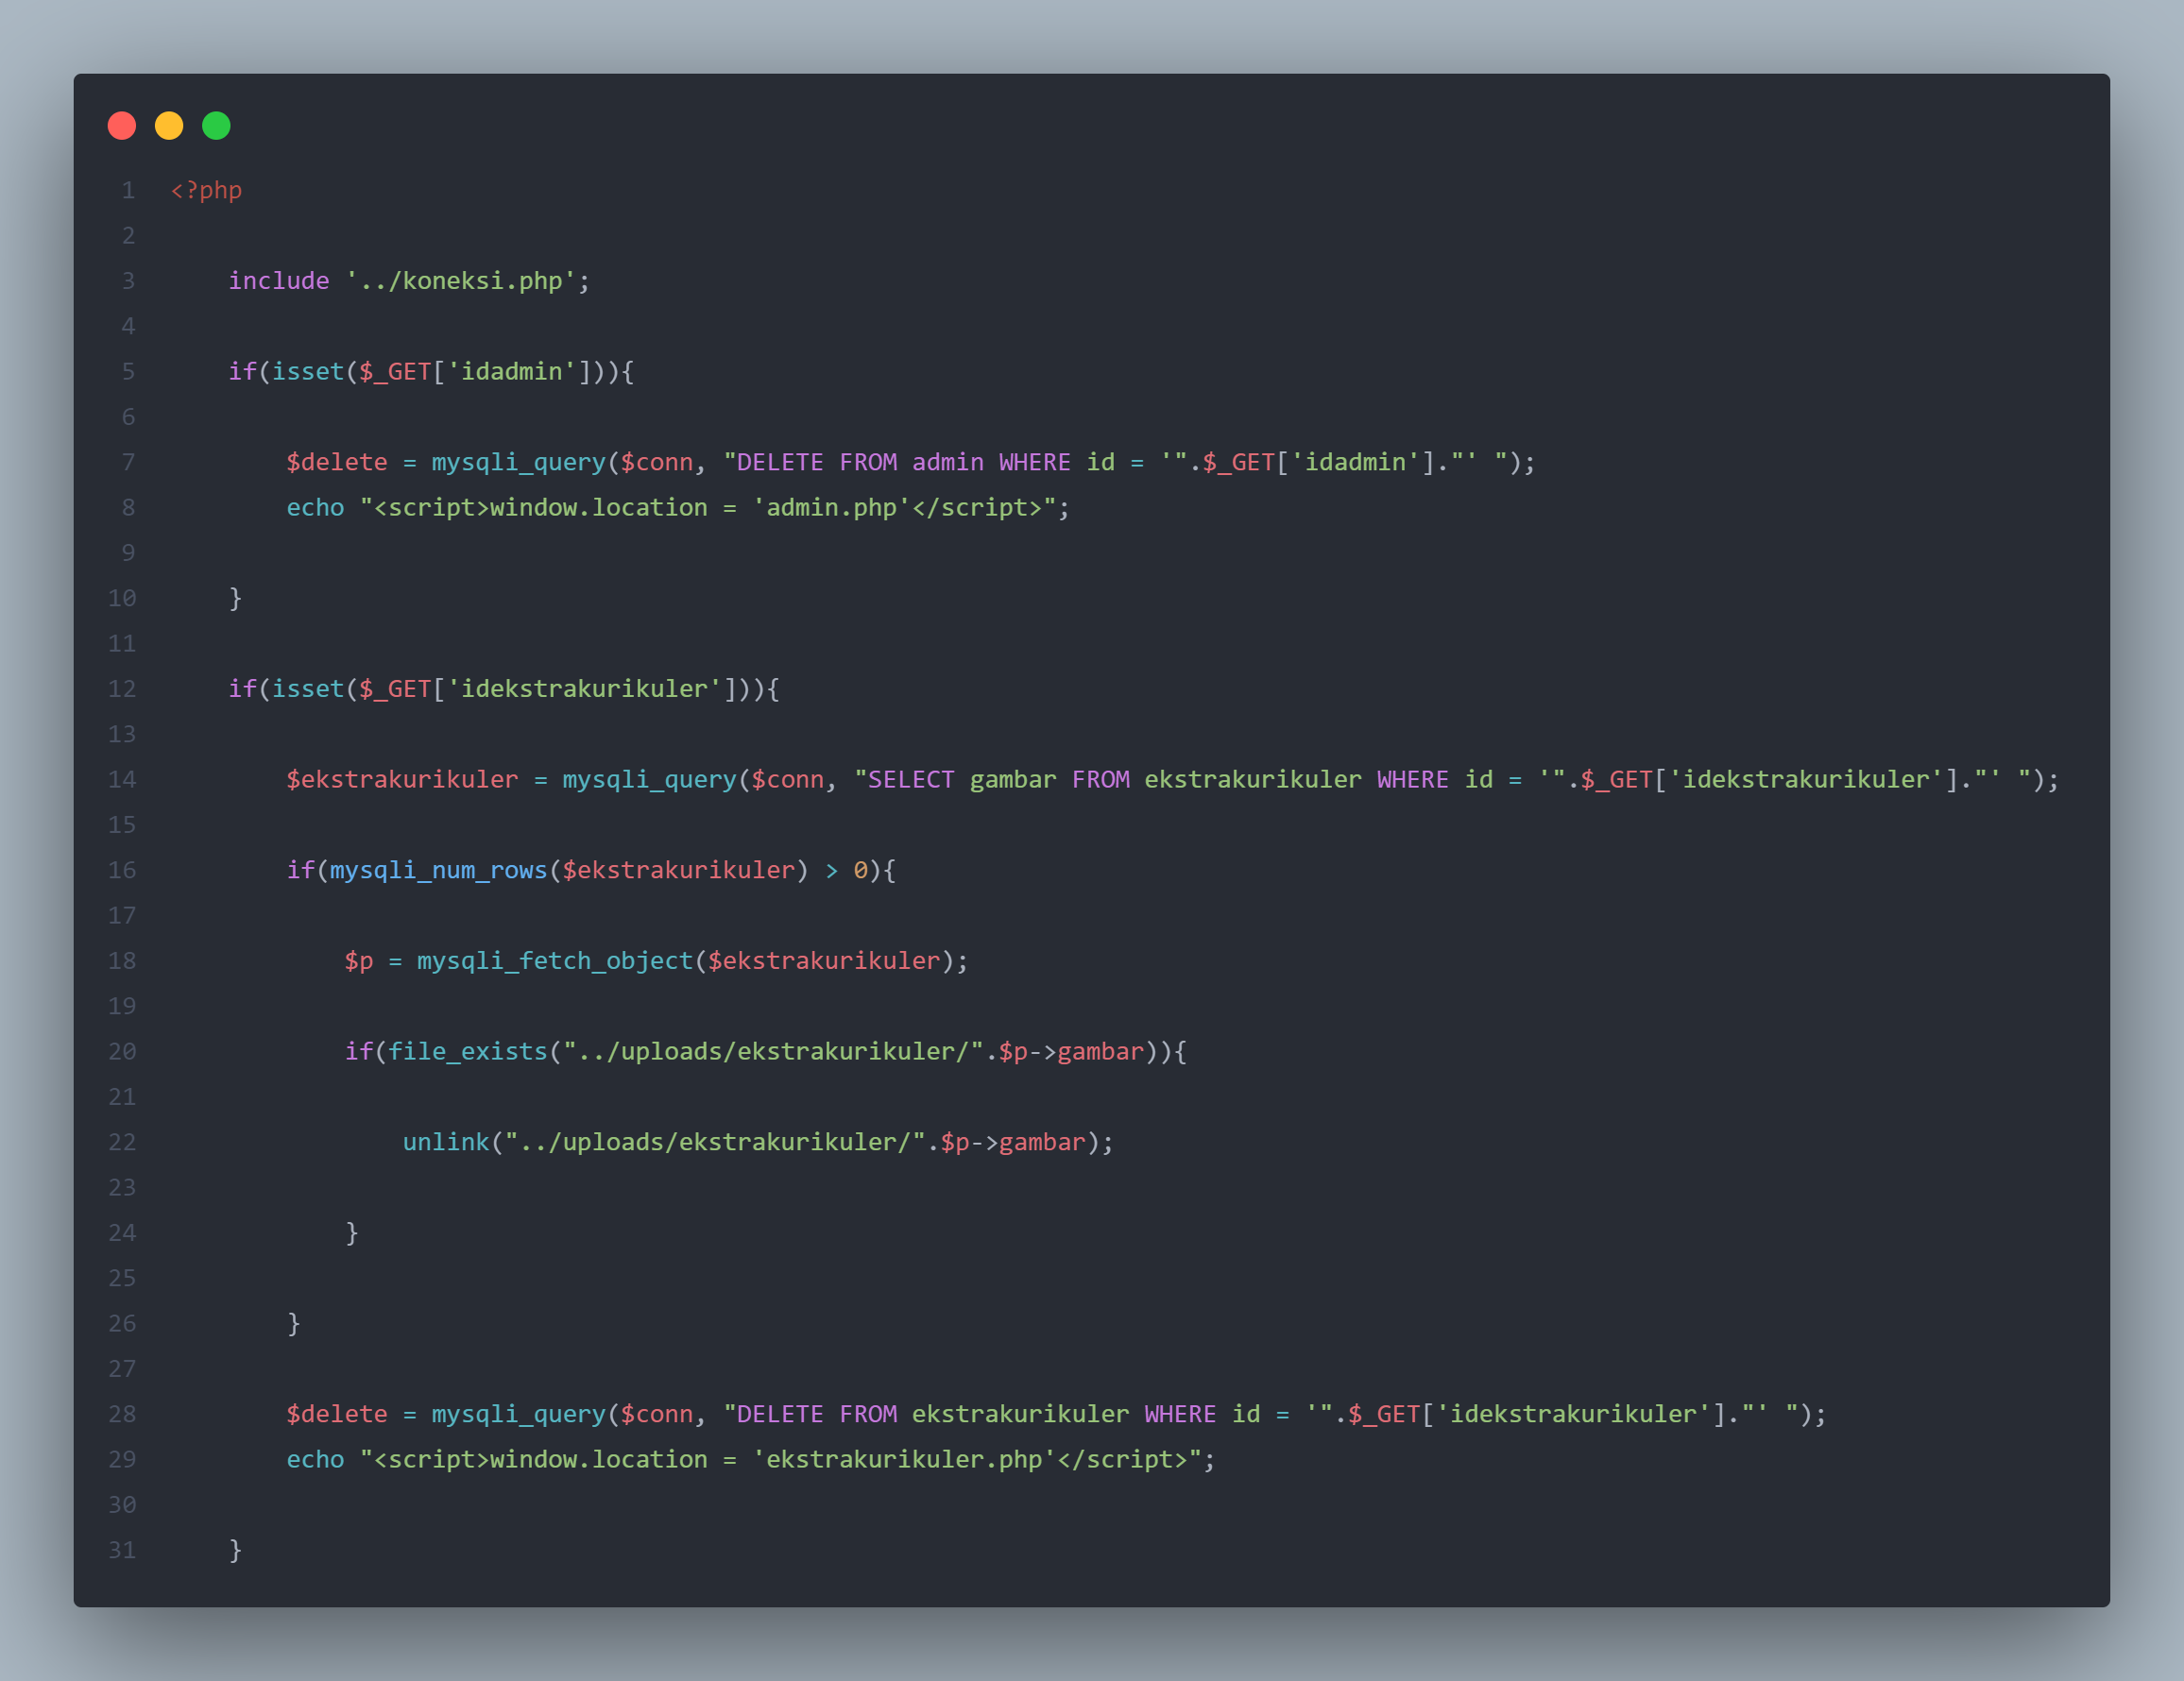 1 <?php
2
3     include '../koneksi.php';
4
5     if(isset($_GET['idadmin'])){
6
7         $delete = mysqli_query($conn, "DELETE FROM admin WHERE id = '".$_GET['idadmin']."' ");
8         echo "<script>window.location = 'admin.php'</script>";
9
10     }
11
12     if(isset($_GET['idekstrakurikuler'])){
13
14         $ekstrakurikuler = mysqli_query($conn, "SELECT gambar FROM ekstrakurikuler WHERE id = '".$_GET['idekstrakurikuler']."' ");
15
16         if(mysqli_num_rows($ekstrakurikuler) > 0){
17
18             $p = mysqli_fetch_object($ekstrakurikuler);
19
20             if(file_exists("../uploads/ekstrakurikuler/".$p->gambar)){
21
22                 unlink("../uploads/ekstrakurikuler/".$p->gambar);
23
24             }
25
26         }
27
28         $delete = mysqli_query($conn, "DELETE FROM ekstrakurikuler WHERE id = '".$_GET['idekstrakurikuler']."' ");
29         echo "<script>window.location = 'ekstrakurikuler.php'</script>";
30
31     }